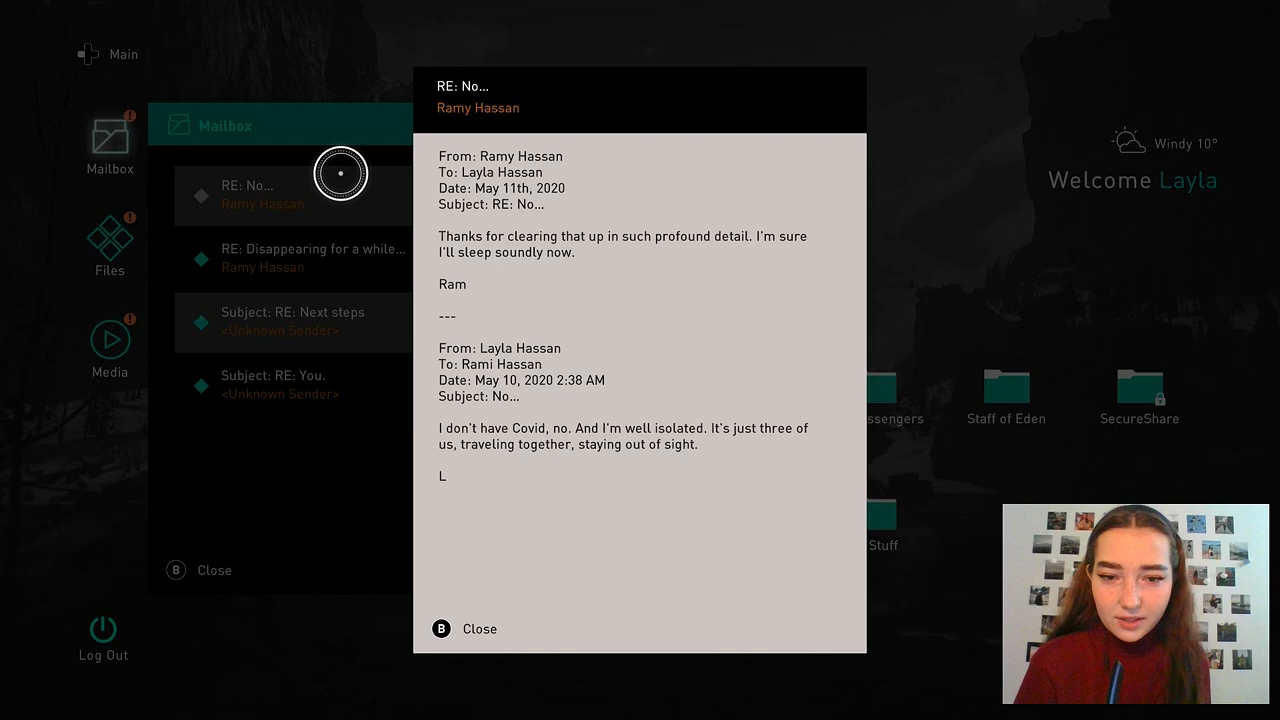 Main
Mailbox
Files
Media
Log Out
Mailbox
RE: No...
Ramy Hassan
RE: Disappearing for a while...
Ramy Hassan
Subject: RE: Next steps
<Unknown Sender>
Subject: RE: You.
<Unknown Sender>
B Close
RE: No...
Ramy Hassan
From: Ramy Hassan
To: Layla Hassan
Date: May 11th, 2020
Subject: RE: No...
Thanks for clearing that up in such profound detail. I'm sure
I'll sleep soundly now.
Ram
---
From: Layla Hassan
To: Rami Hassan
Date: May 10, 2020 2:38 AM
Subject: No...
I don't have Covid, no. And I'm well isolated. It's just three of
us, traveling together, staying out of sight.
L
B Close
Windy 10°
Welcome Layla
ssengers
Staff of Eden
SecureShare
Stuff